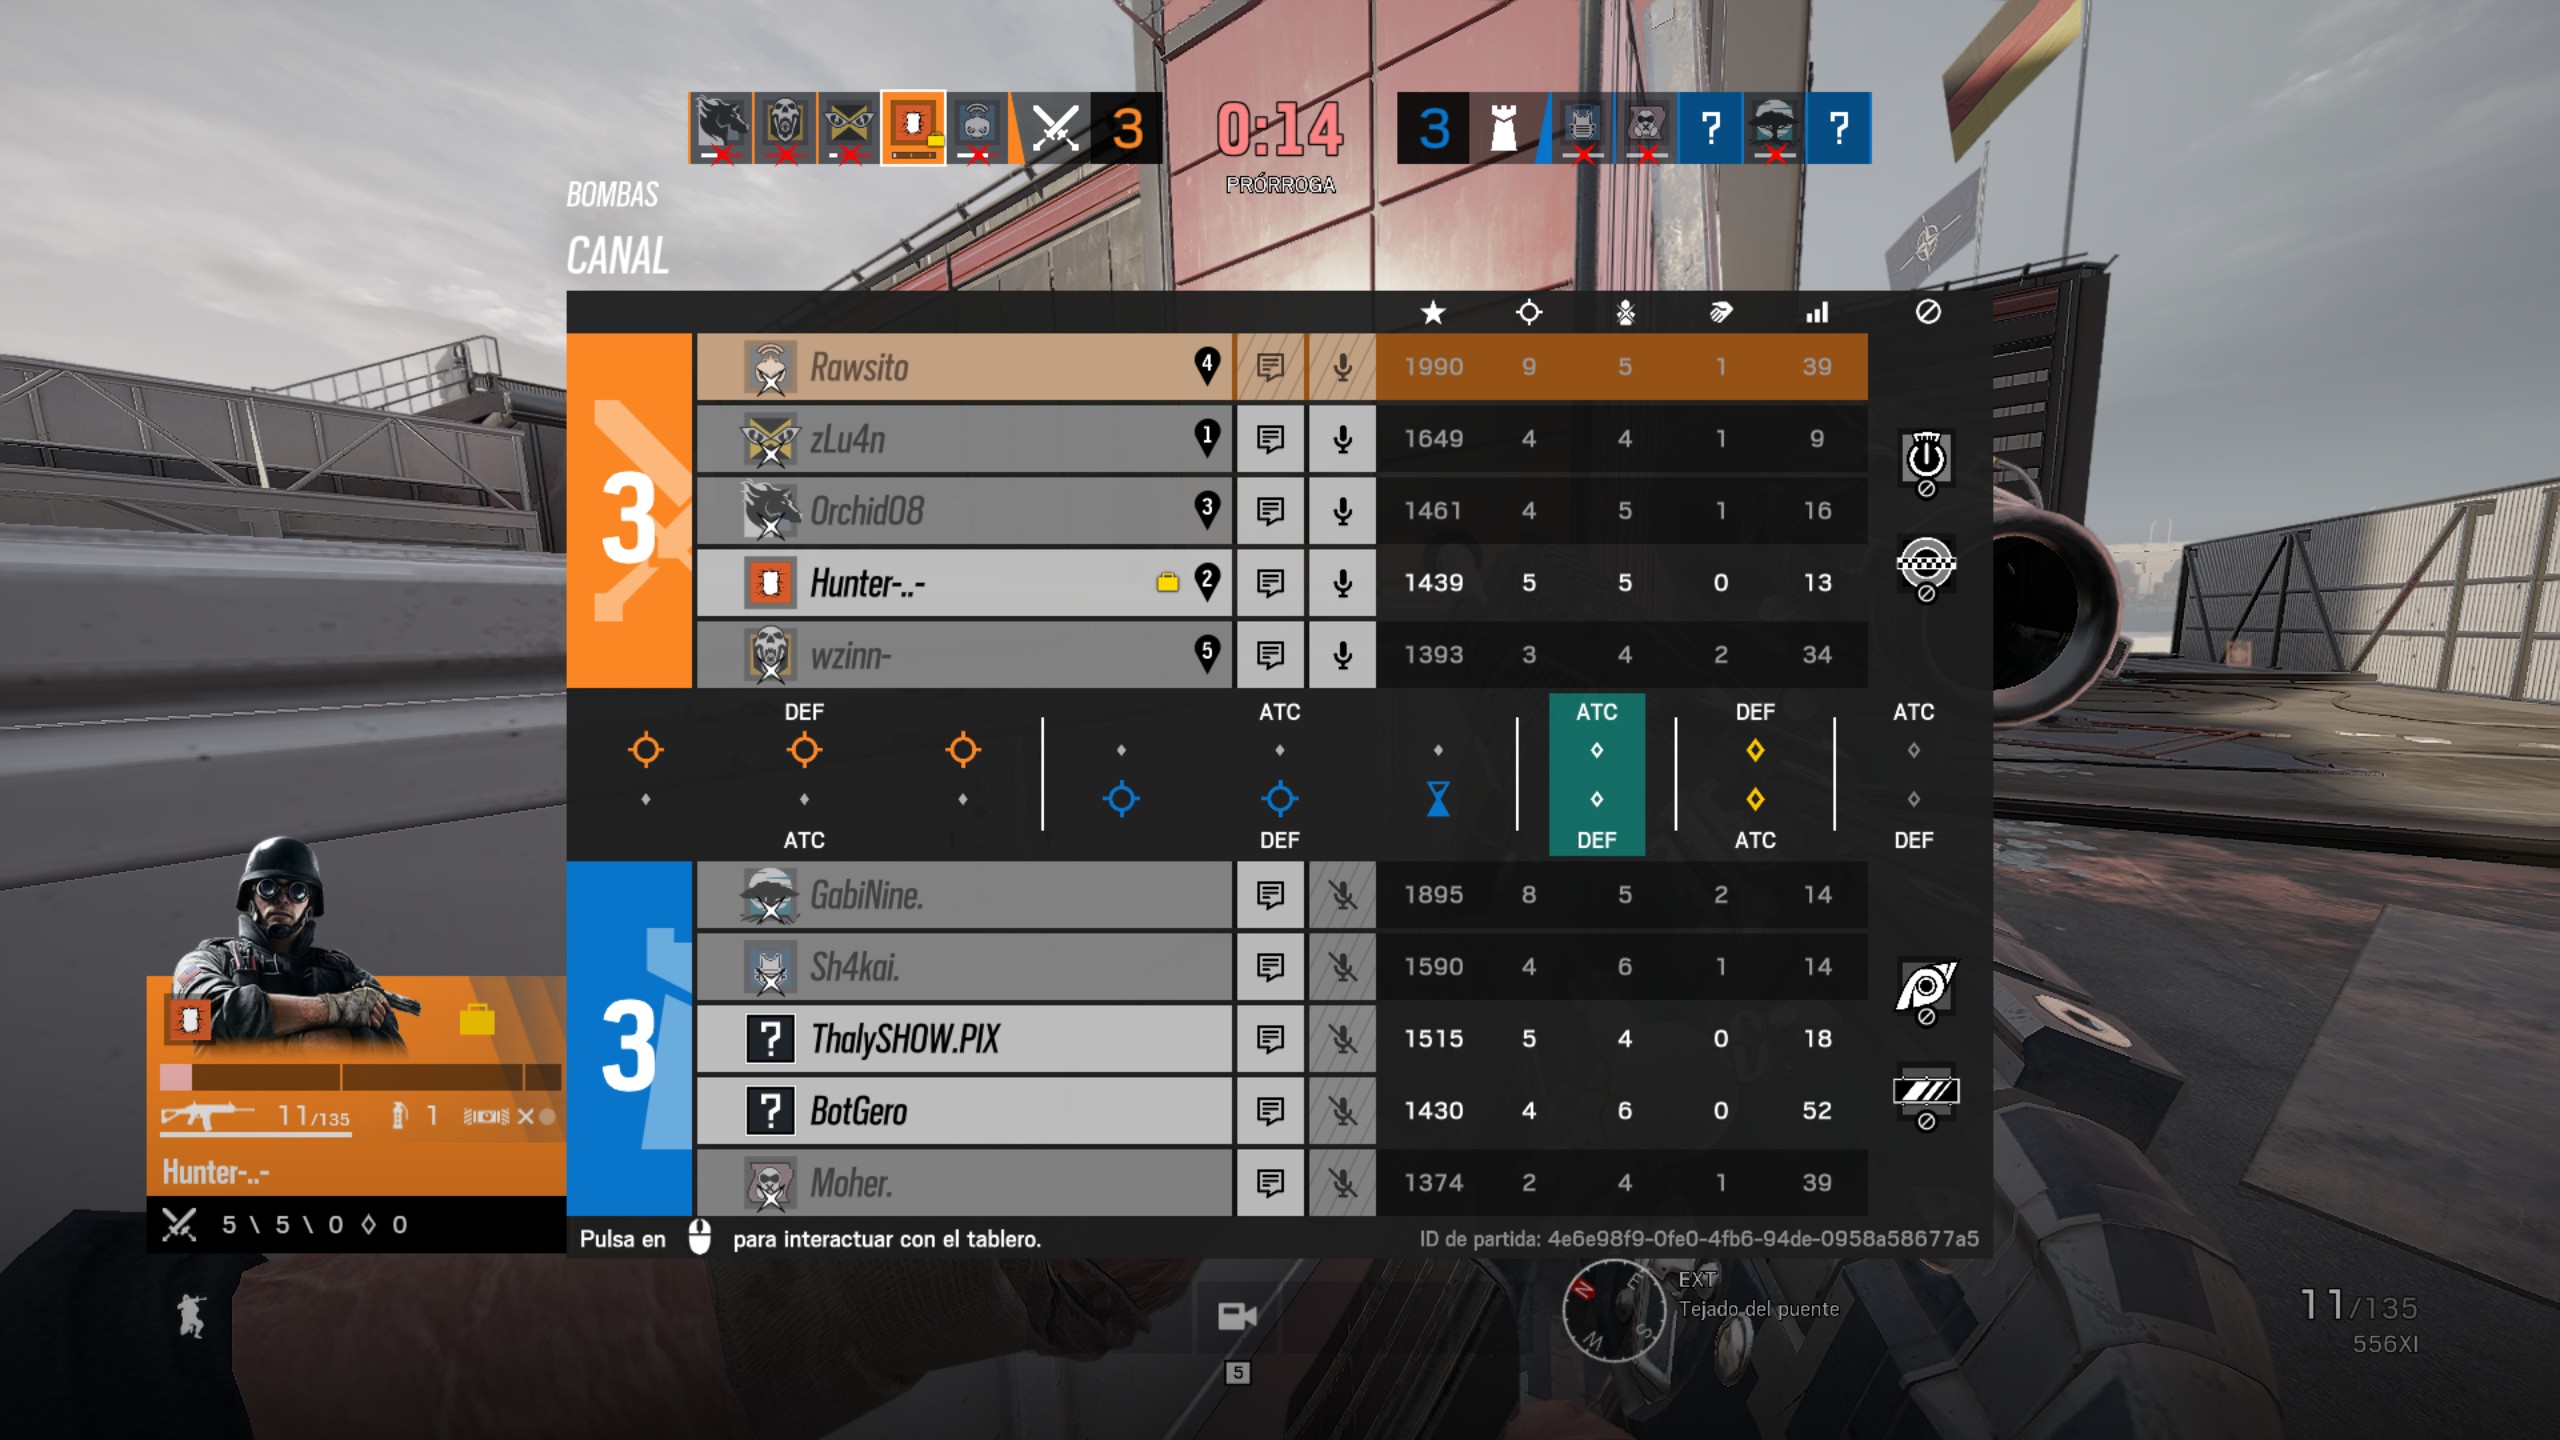 3
0:14
3
?
?
PRÓRROGA
BOMBAS
CANAL
3
Rawsito 4 1990 9 5 1 39
zLu4n 1 1649 4 4 1 9
Orchid08 3 1461 4 5 1 16
Hunter-..- 2 1439 5 5 0 13
wzinn- 5 1393 3 4 2 34
DEF ATC ATC DEF ATC
ATC DEF DEF ATC DEF
3
GabiNine. 1895 8 5 2 14
Sh4kai. 1590 4 6 1 14
? ThalySHOW.PIX 1515 5 4 0 18
? BotGero 1430 4 6 0 52
Moher. 1374 2 4 1 39
11/135 1
Hunter-..-
5 \ 5 \ 0 0
Pulsa en para interactuar con el tablero.
ID de partida: 4e6e98f9-0fe0-4fb6-94de-0958a58677a5
N E S W
EXT
Tejado del puente
5
11/135
556XI